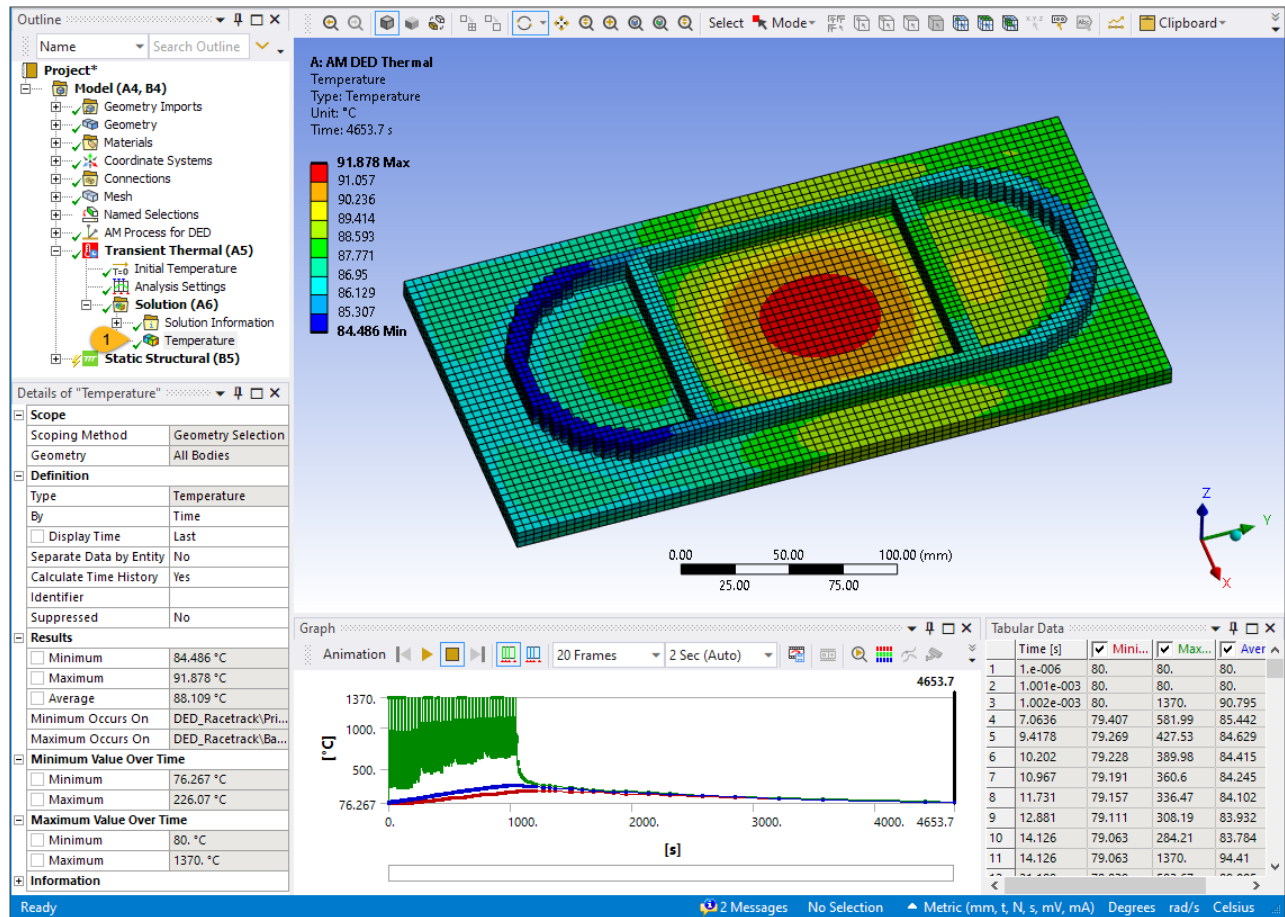 Outline
Select Mode Clipboard
Name Search Outline
Project*
Model (A4, B4)
Geometry Imports
Geometry
Materials
Coordinate Systems
Connections
Mesh
Named Selections
AM Process for DED
Transient Thermal (A5)
T=0 Initial Temperature
Analysis Settings
Solution (A6)
Solution Information
1 Temperature
Static Structural (B5)
A: AM DED Thermal
Temperature
Type: Temperature
Unit: °C
Time: 4653.7 s
91.878 Max
91.057
90.236
89.414
88.593
87.771
86.95
86.129
85.307
84.486 Min
Z
Y
X
0.00 50.00 100.00 (mm)
25.00 75.00
Details of "Temperature"
Scope
Scoping Method Geometry Selection
Geometry All Bodies
Definition
Type Temperature
By Time
Display Time Last
Separate Data by Entity No
Calculate Time History Yes
Identifier
Suppressed No
Results
Minimum 84.486 °C
Maximum 91.878 °C
Average 88.109 °C
Minimum Occurs On DED_Racetrack\Pri...
Maximum Occurs On DED_Racetrack\Ba...
Minimum Value Over Time
Minimum 76.267 °C
Maximum 226.07 °C
Maximum Value Over Time
Minimum 80. °C
Maximum 1370. °C
Information
Graph
Animation 20 Frames 2 Sec (Auto)
4653.7
1370.
1000.
500.
76.267
[°C]
0. 1000. 2000. 3000. 4000. 4653.7
[s]
Tabular Data
Time [s] Mini... Max... Aver
1 1.e-006 80. 80. 80.
2 1.001e-003 80. 80. 80.
3 1.002e-003 80. 1370. 90.795
4 7.0636 79.407 581.99 85.442
5 9.4178 79.269 427.53 84.629
6 10.202 79.228 389.98 84.415
7 10.967 79.191 360.6 84.245
8 11.731 79.157 336.47 84.102
9 12.881 79.111 308.19 83.932
10 14.126 79.063 284.21 83.784
11 14.126 79.063 1370. 94.41
Ready 2 Messages No Selection Metric (mm, t, N, s, mV, mA) Degrees rad/s Celsius